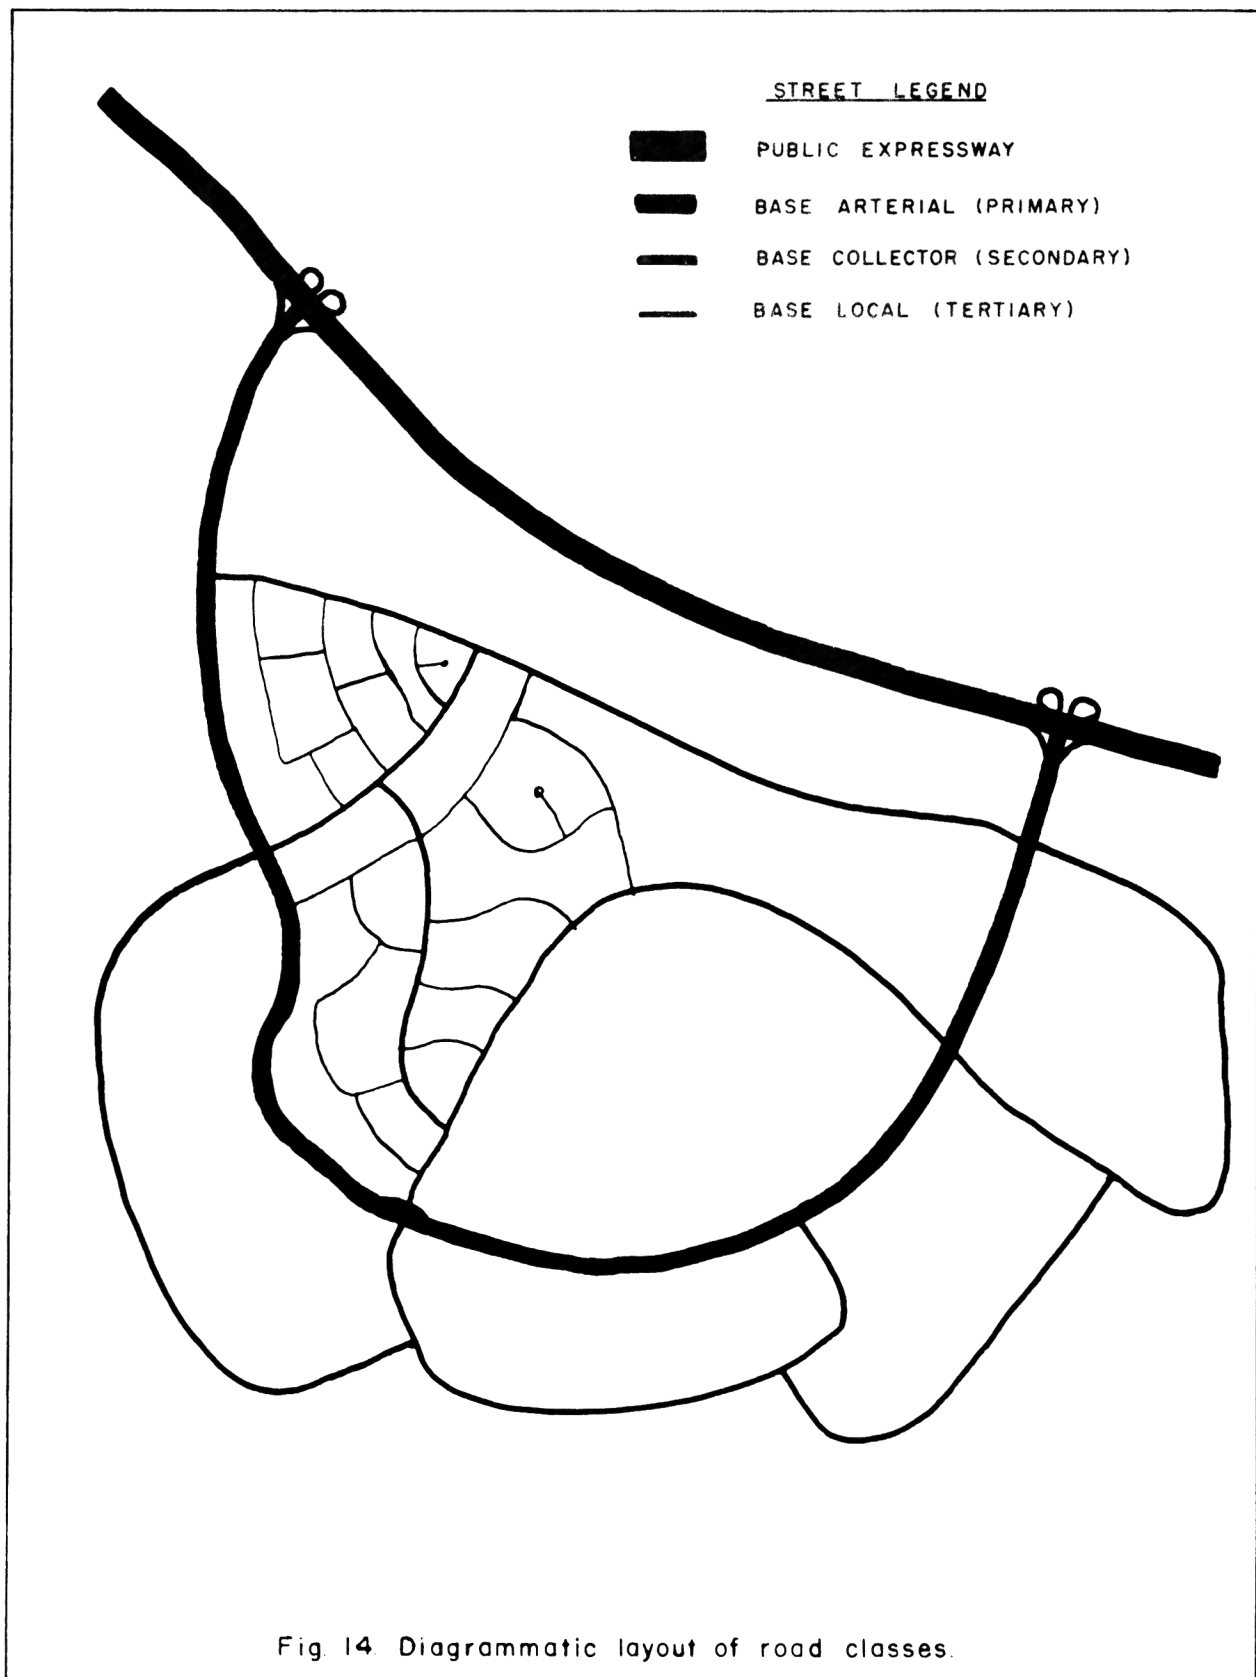 STREET LEGEND
PUBLIC EXPRESSWAY
BASE ARTERIAL (PRIMARY)
BASE COLLECTOR (SECONDARY)
BASE LOCAL (TERTIARY)
Fig. 14. Diagrammatic layout of road classes.